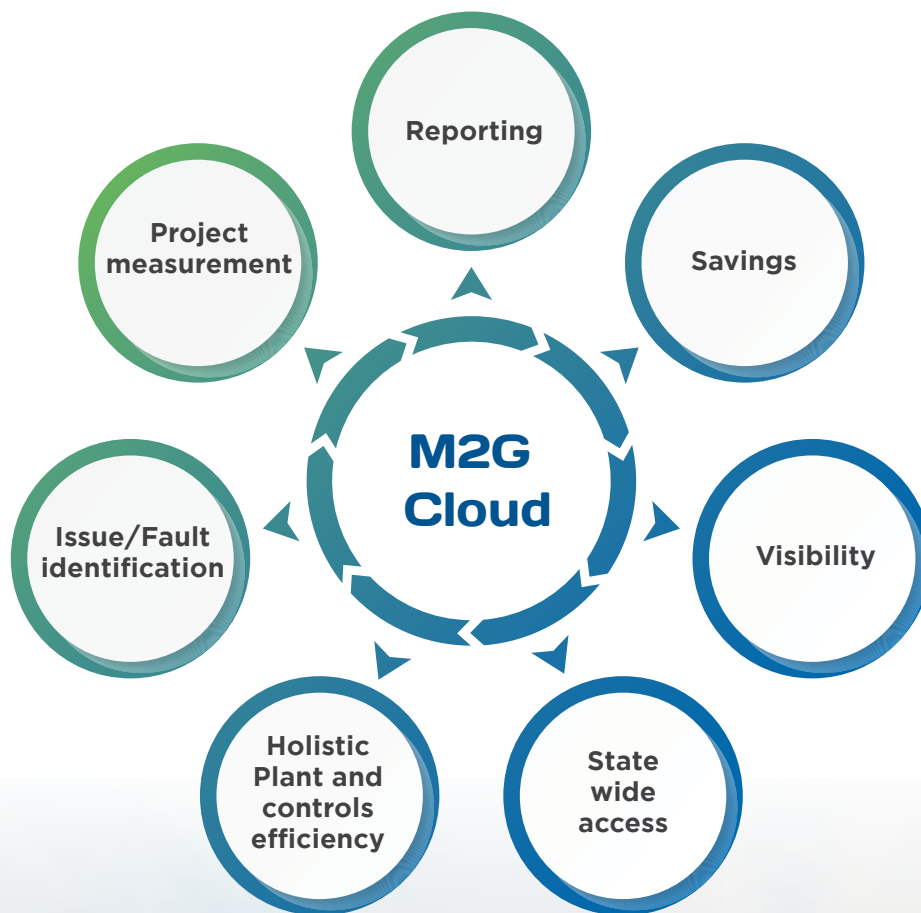 Reporting
Savings
Visibility
State
wide
access
Holistic
Plant and
controls
efficiency
Issue/Fault
identification
Project
measurement
M2G
Cloud